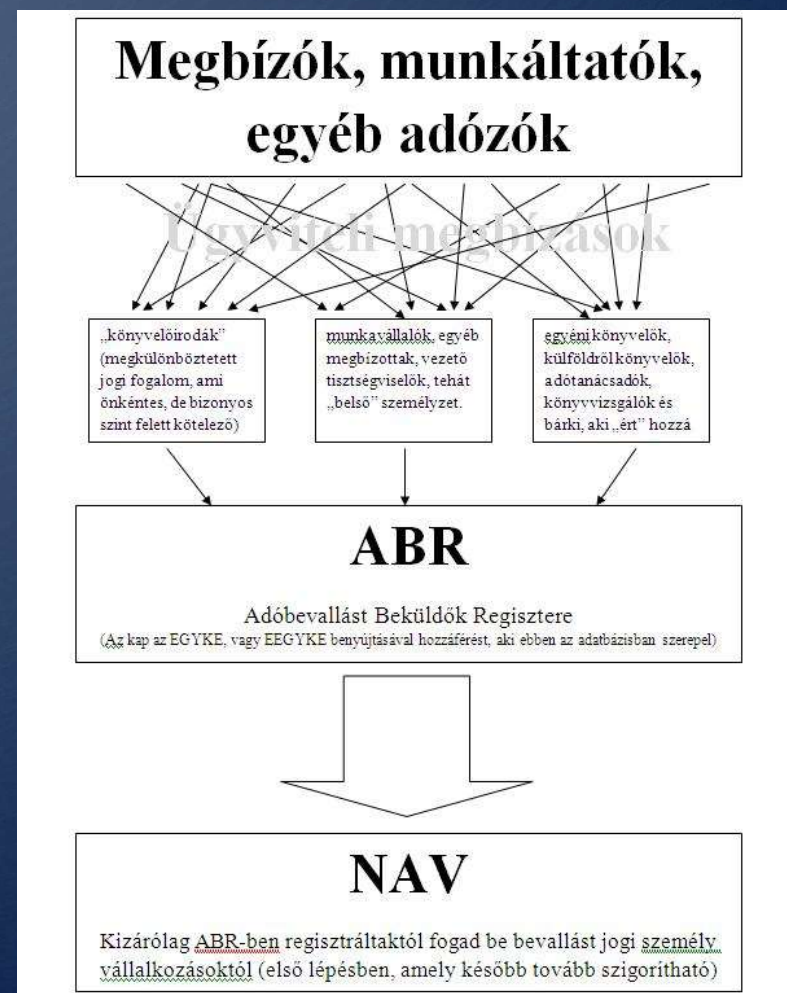 Megbízók, munkáltatók,
egyéb adózók
Ügyviteli megbízások
„könyvelőirodák”
(megkülönböztetett
jogi fogalom, ami
önkéntes, de bizonyos
szint felett kötelező)
munkavállalók, egyéb
megbízottak, vezető
tisztségviselők, tehát
„belső” személyzet.
egyéni könyvelők,
külföldről könyvelők,
adótanácsadók,
könyvvizsgálók és
bárki, aki „ért” hozzá
ABR
Adóbevallást Beküldők Regisztere
(Az kap az EGYKE, vagy EEGYKE benyújtásával hozzáférést, aki ebben az adatbázisban szerepel)
NAV
Kizárólag ABR-ben regisztráltaktól fogad be bevallást jogi személy
vállalkozásoktól (első lépésben, amely később tovább szigorítható)